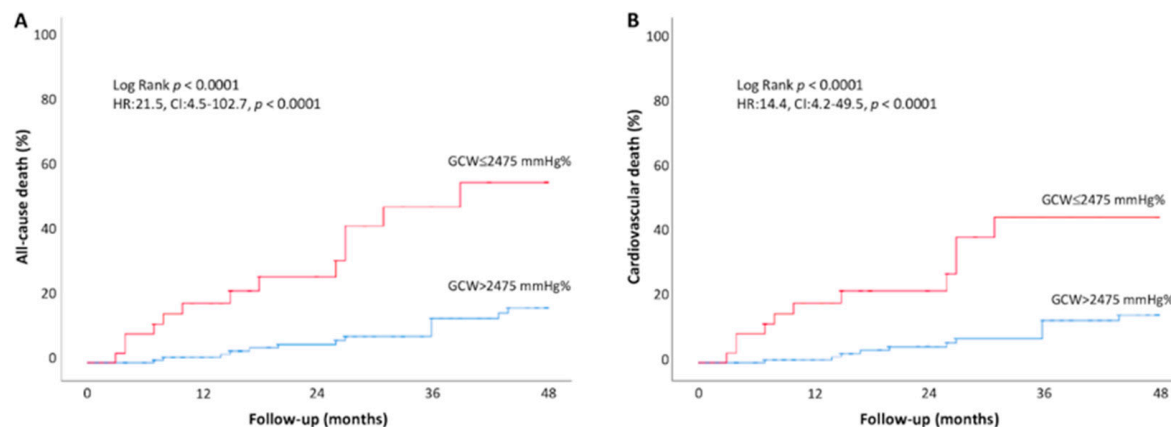 A
100
80
60
40
20
0
All-cause death (%)
Log Rank p < 0.0001
HR:21.5, CI:4.5-102.7, p < 0.0001
GCW≤2475 mmHg%
GCW>2475 mmHg%
0 12 24 36 48
Follow-up (months)
B
100
80
60
40
20
0
Cardiovascular death (%)
Log Rank p < 0.0001
HR:14.4, CI:4.2-49.5, p < 0.0001
GCW≤2475 mmHg%
GCW>2475 mmHg%
0 12 24 36 48
Follow-up (months)